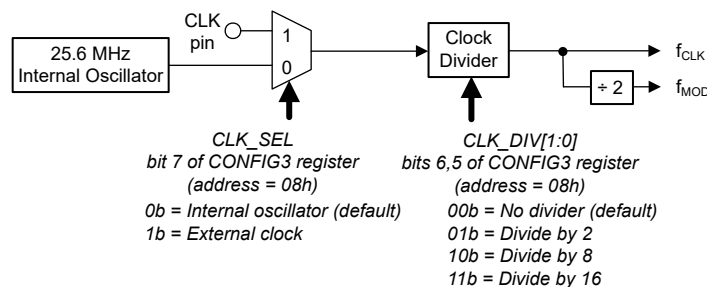 CLK
pin
1
0
25.6 MHz
Internal Oscillator
Clock
Divider
f_CLK
÷ 2
f_MOD
CLK_SEL
bit 7 of CONFIG3 register
(address = 08h)
0b = Internal oscillator (default)
1b = External clock
CLK_DIV[1:0]
bits 6,5 of CONFIG3 register
(address = 08h)
00b = No divider (default)
01b = Divide by 2
10b = Divide by 8
11b = Divide by 16